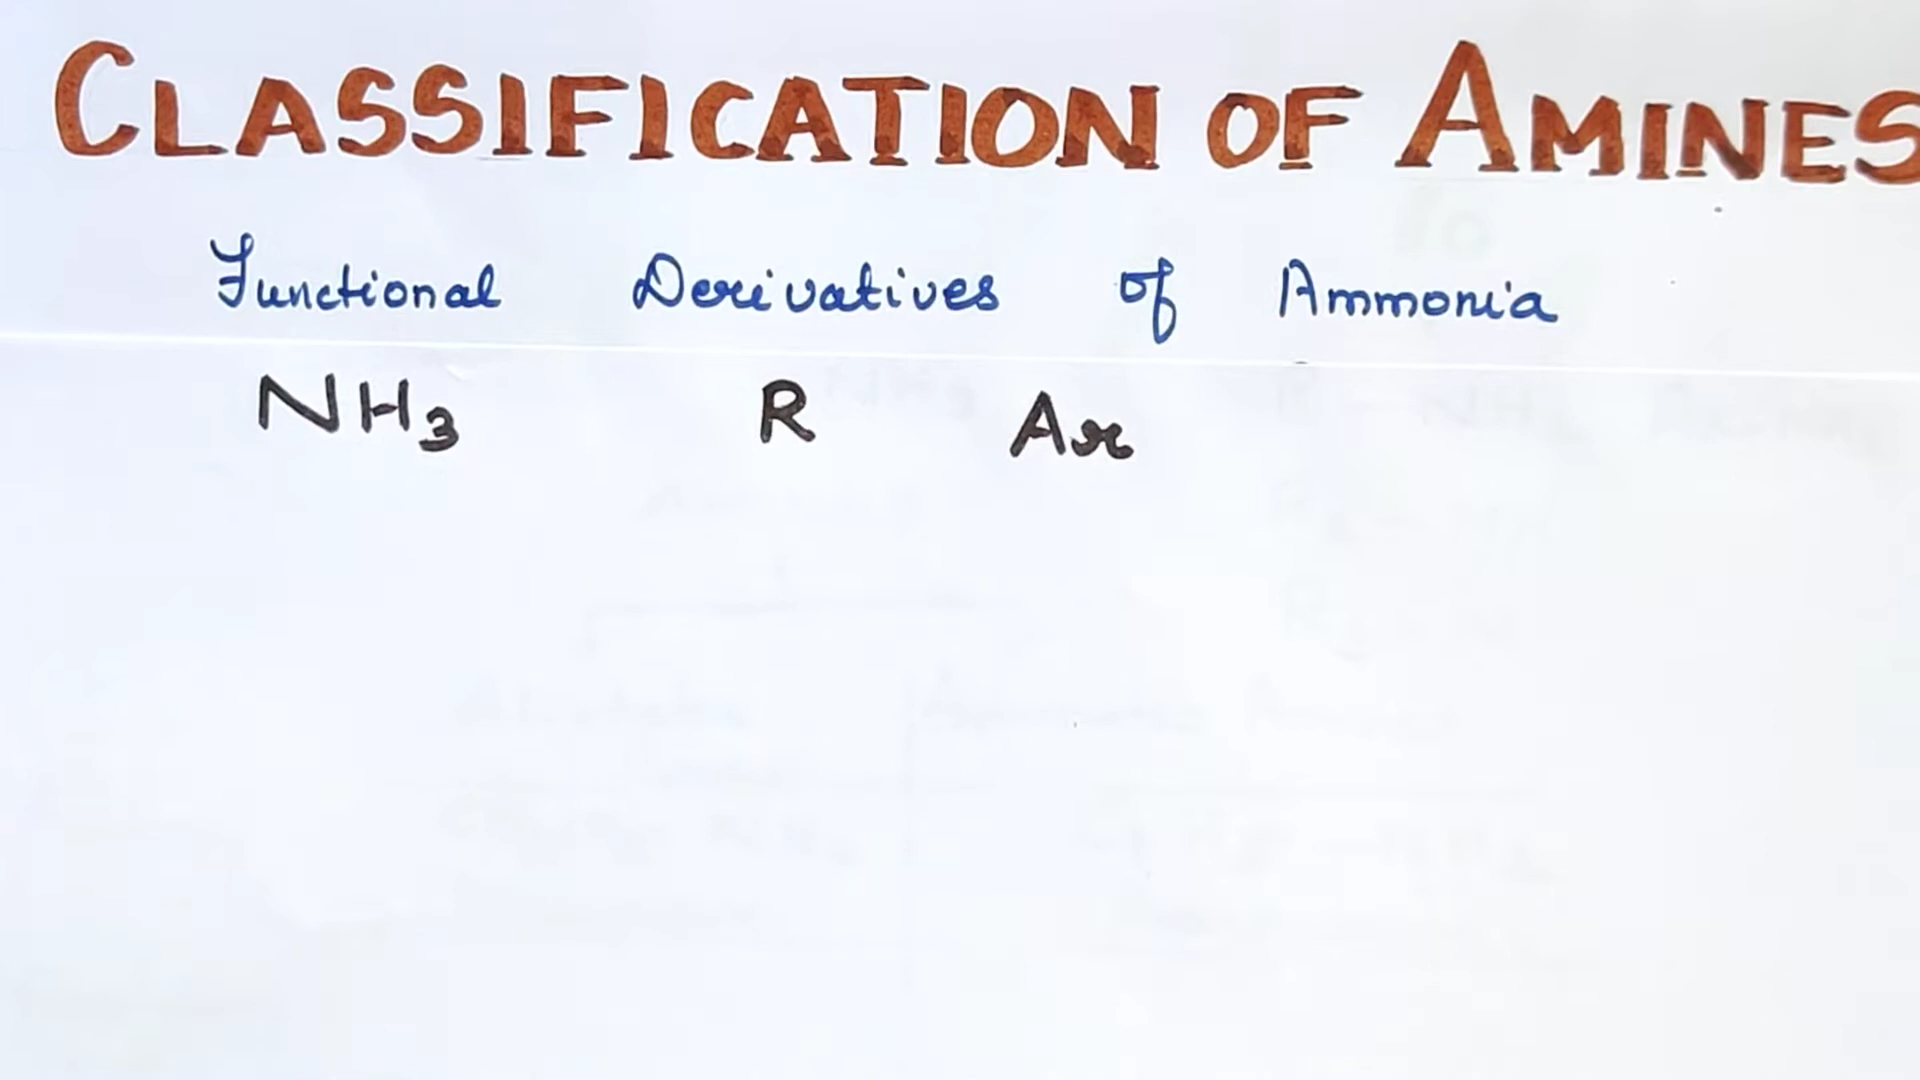 CLASSIFICATION OF AMINES
Functional Derivatives of Ammonia
NH₃ R Ar